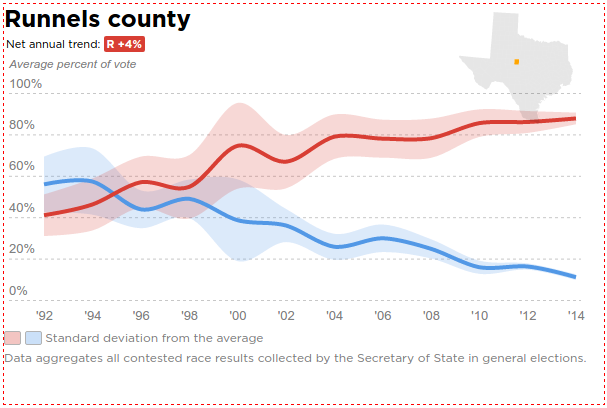 Runnels county
Net annual trend: R +4%
Average percent of vote
100%
80%
60%
40%
20%
0%
'92 '94 '96 '98 '00 '02 '04 '06 '08 '10 '12 '14
Standard deviation from the average
Data aggregates all contested race results collected by the Secretary of State in general elections.